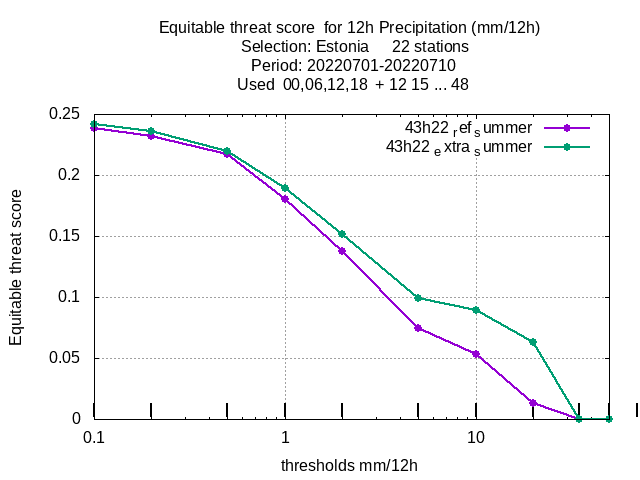 Equitable threat score for 12h Precipitation (mm/12h)
Selection: Estonia 22 stations
Period: 20220701-20220710
Used 00,06,12,18 + 12 15 ... 48
43h22 ref summer
43h22 extra summer
0.25
0.2
0.15
0.1
0.05
0
Equitable threat score
0.1 1 10
thresholds mm/12h